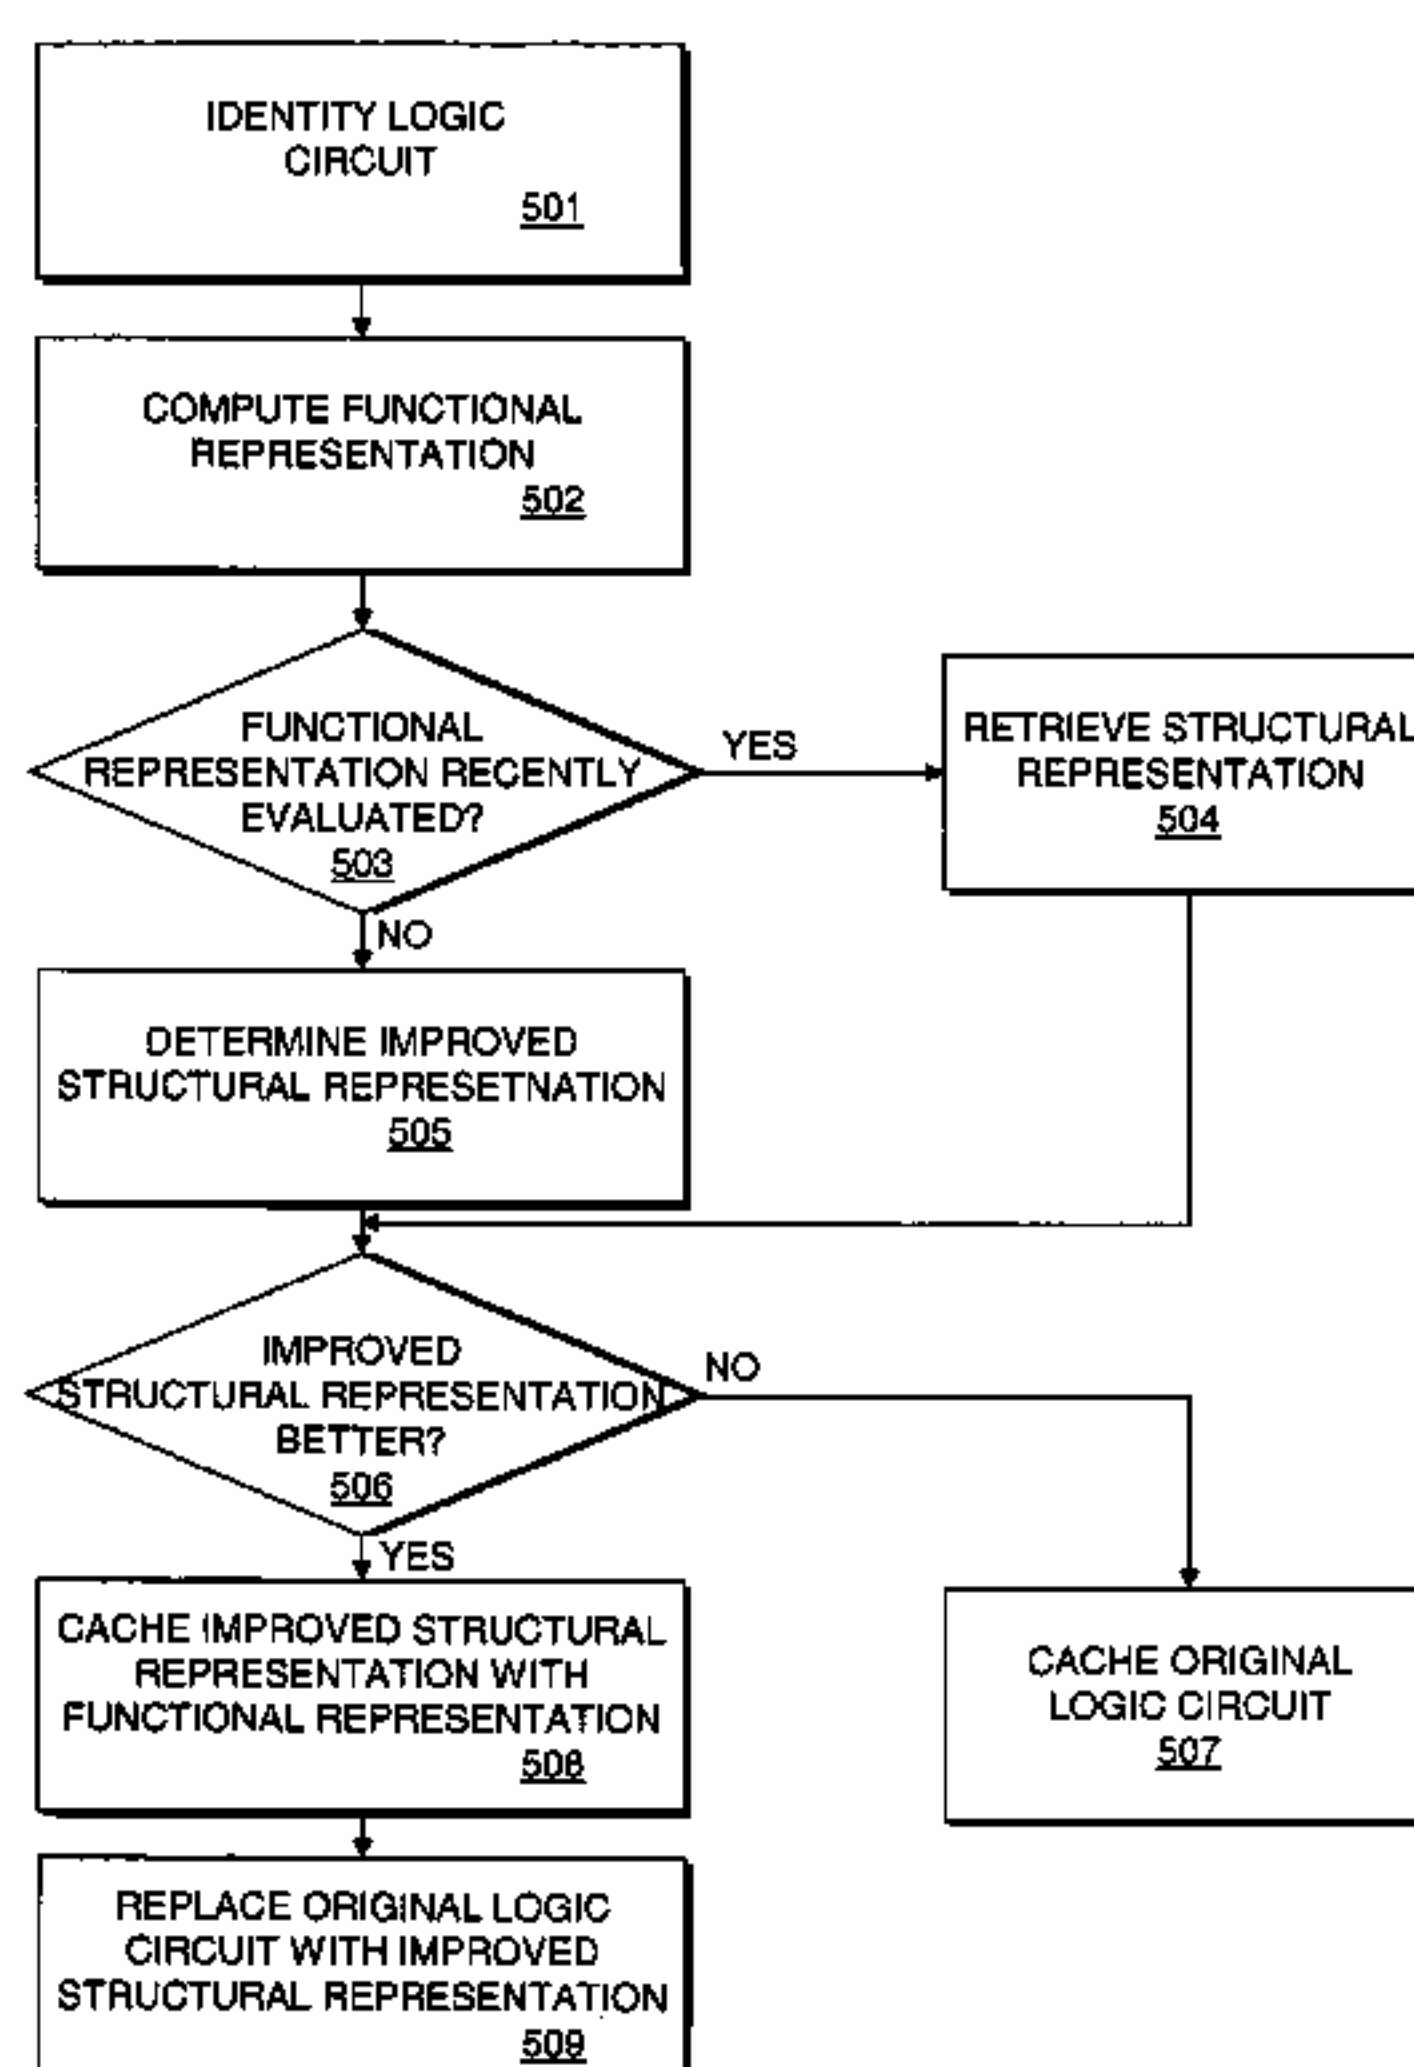 IDENTITY LOGIC
CIRCUIT
501
COMPUTE FUNCTIONAL
REPRESENTATION
502
FUNCTIONAL
REPRESENTATION RECENTLY
EVALUATED?
503
YES
RETRIEVE STRUCTURAL
REPRESENTATION
504
NO
DETERMINE IMPROVED
STRUCTURAL REPRESETNATION
505
IMPROVED
STRUCTURAL REPRESENTATION
BETTER?
506
NO
YES
CACHE IMPROVED STRUCTURAL
REPRESENTATION WITH
FUNCTIONAL REPRESENTATION
508
CACHE ORIGINAL
LOGIC CIRCUIT
507
REPLACE ORIGINAL LOGIC
CIRCUIT WITH IMPROVED
STRUCTURAL REPRESENTATION
509